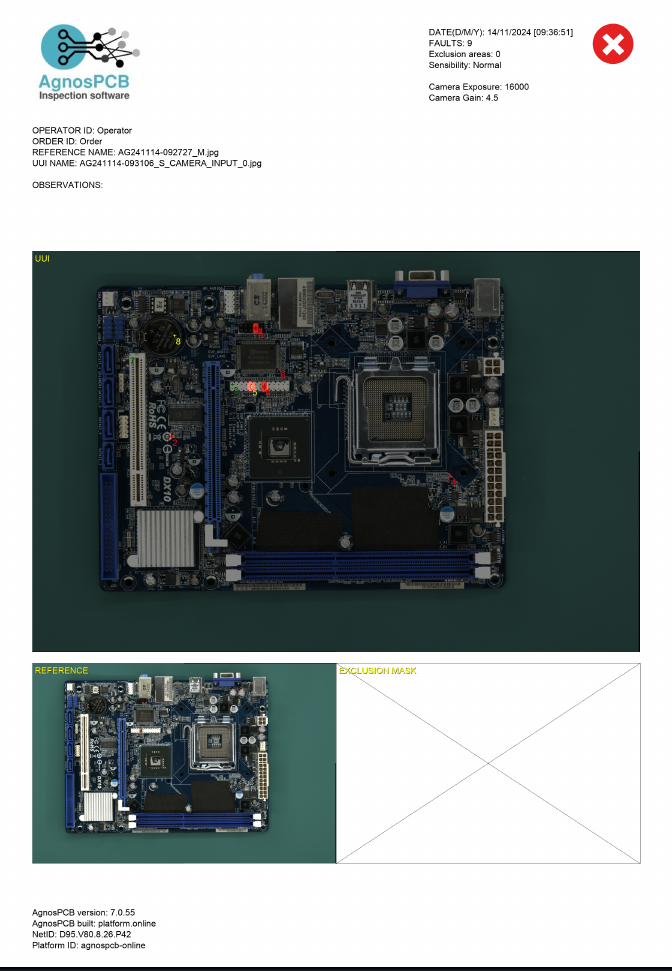 AgnosPCB
Inspection software
DATE(D/M/Y): 14/11/2024 [09:36:51]
FAULTS: 9
Exclusion areas: 0
Sensibility: Normal
Camera Exposure: 16000
Camera Gain: 4.5
OPERATOR ID: Operator
ORDER ID: Order
REFERENCE NAME: AG241114-092727_M.jpg
UUI NAME: AG241114-093106_S_CAMERA_INPUT_0.jpg
OBSERVATIONS:
UUI
8
5
RoHS
DX10
REFERENCE
EXCLUSION MASK
AgnosPCB version: 7.0.55
AgnosPCB built: platform.online
NetID: D95.V80.8.26.P42
Platform ID: agnospcb-online